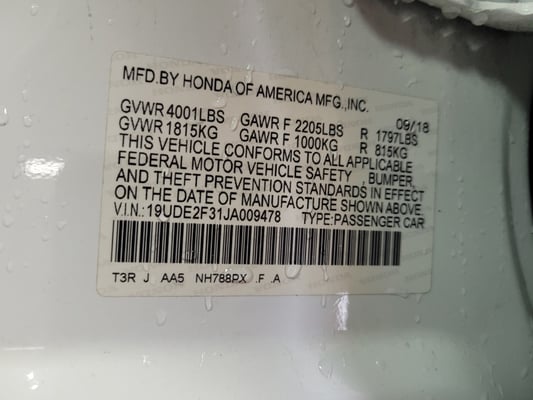 MFD.BY HONDA OF AMERICA MFG.,INC.
09/18
GVWR 4001LBS GAWR F 2205LBS R 1797LBS
GVWR 1815KG GAWR F 1000KG R 815KG
THIS VEHICLE CONFORMS TO ALL APPLICABLE
FEDERAL MOTOR VEHICLE SAFETY , BUMPER,
AND THEFT PREVENTION STANDARDS IN EFFECT
ON THE DATE OF MANUFACTURE SHOWN ABOVE
V.I.N.: 19UDE2F31JA009478 TYPE:PASSENGER CAR
T3R J AA5 NH788PX .F .A